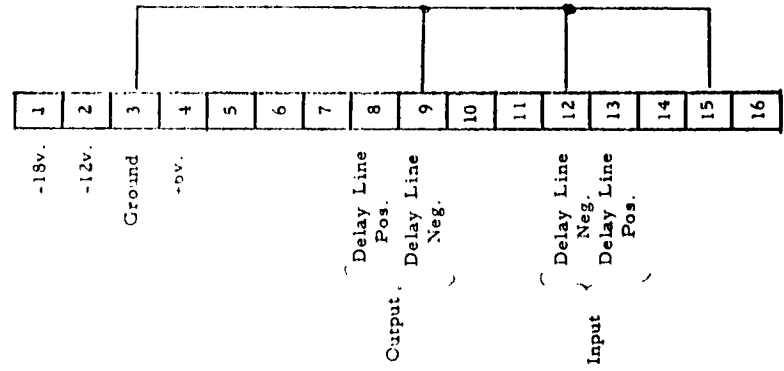 1
2
3
4
5
6
7
8
9
10
11
12
13
14
15
16
-18v.
-12v.
Ground
Delay Line
Pos.
Delay Line
Neg.
Delay Line
Neg.
Delay Line
Pos.
Output
Input